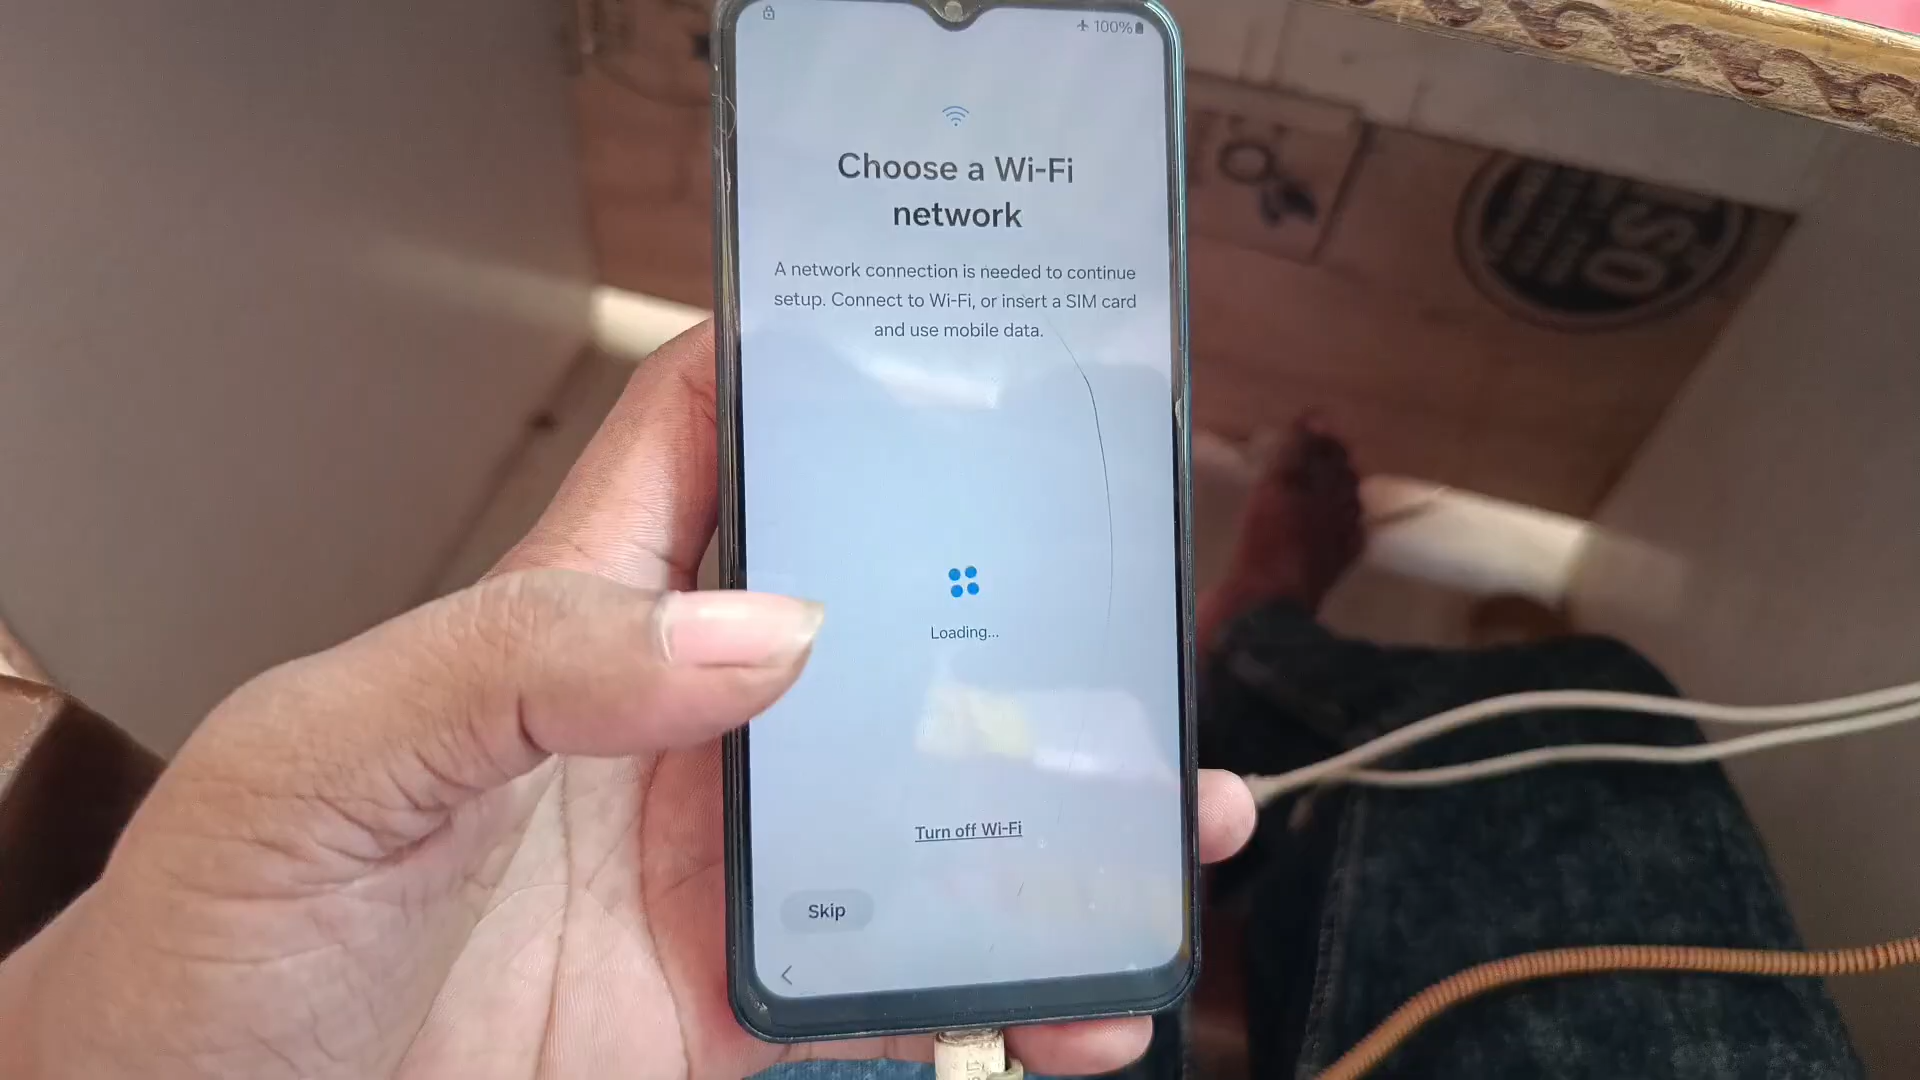 100%
Choose a Wi-Fi
network
A network connection is needed to continue
setup. Connect to Wi-Fi, or insert a SIM card
and use mobile data.
Loading...
Turn off Wi-Fi
Skip
ISO